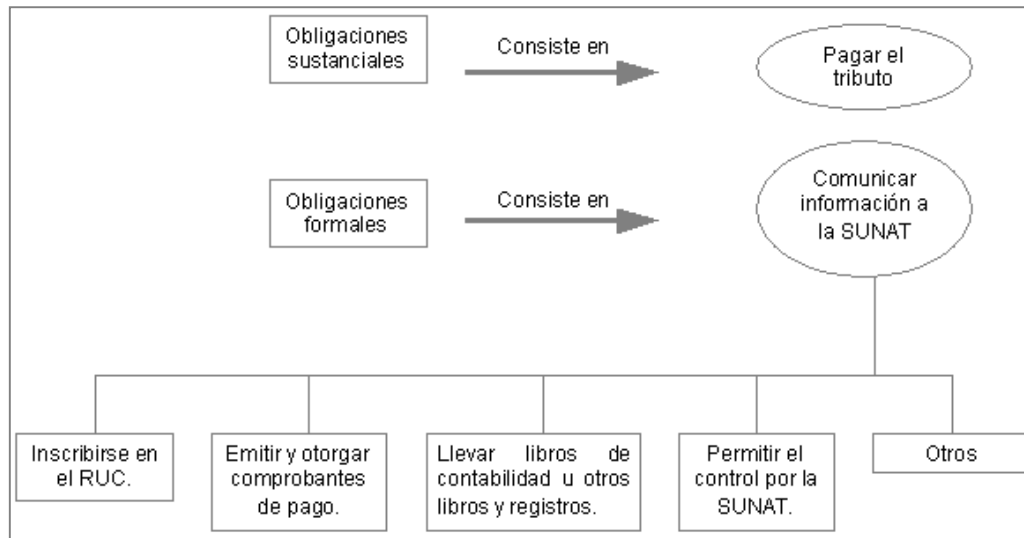 Obligaciones
sustanciales
Consiste en
Pagar el
tributo
Obligaciones
formales
Consiste en
Comunicar
información a
la SUNAT
Inscribirse en
el RUC.
Emitir y otorgar
comprobantes
de pago.
Llevar libros de
contabilidad u otros
libros y registros.
Permitir el
control por la
SUNAT.
Otros